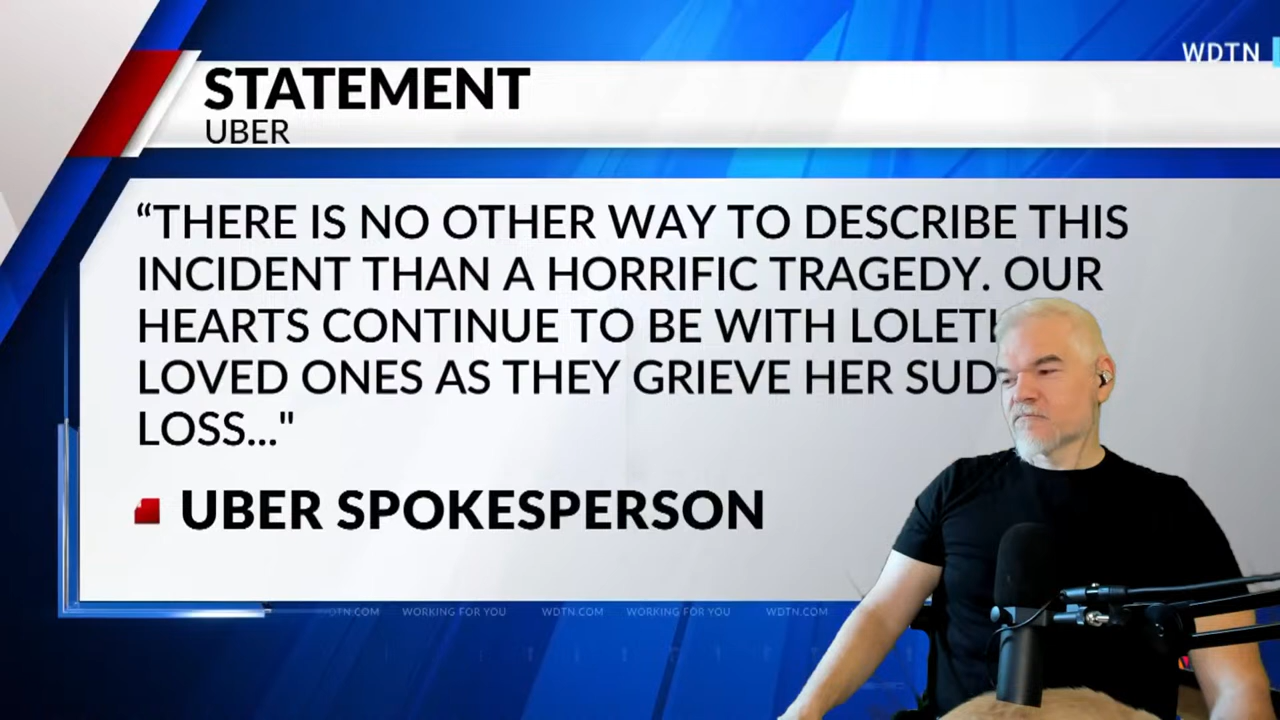 WDTN
STATEMENT
UBER
“THERE IS NO OTHER WAY TO DESCRIBE THIS
INCIDENT THAN A HORRIFIC TRAGEDY. OUR
HEARTS CONTINUE TO BE WITH
LOVED ONES AS THEY GRIEVE HER
LOSS..."
UBER SPOKESPERSON
WORKING FOR YOU WDTN.COM WORKING FOR YOU WDTN.COM